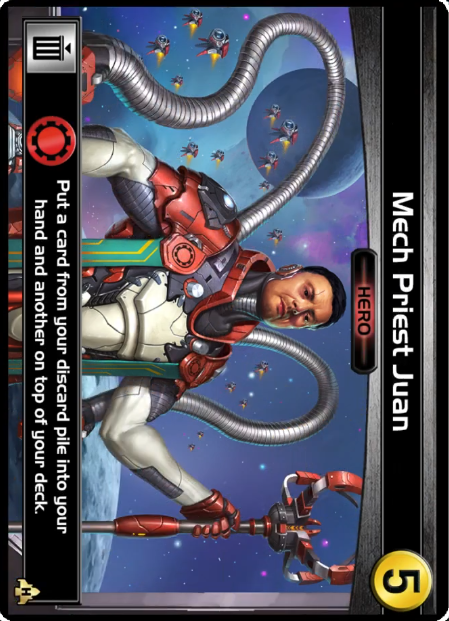 Mech Priest Juan
5
HERO
Put a card from your discard pile into your
hand and another on top of your deck.
H